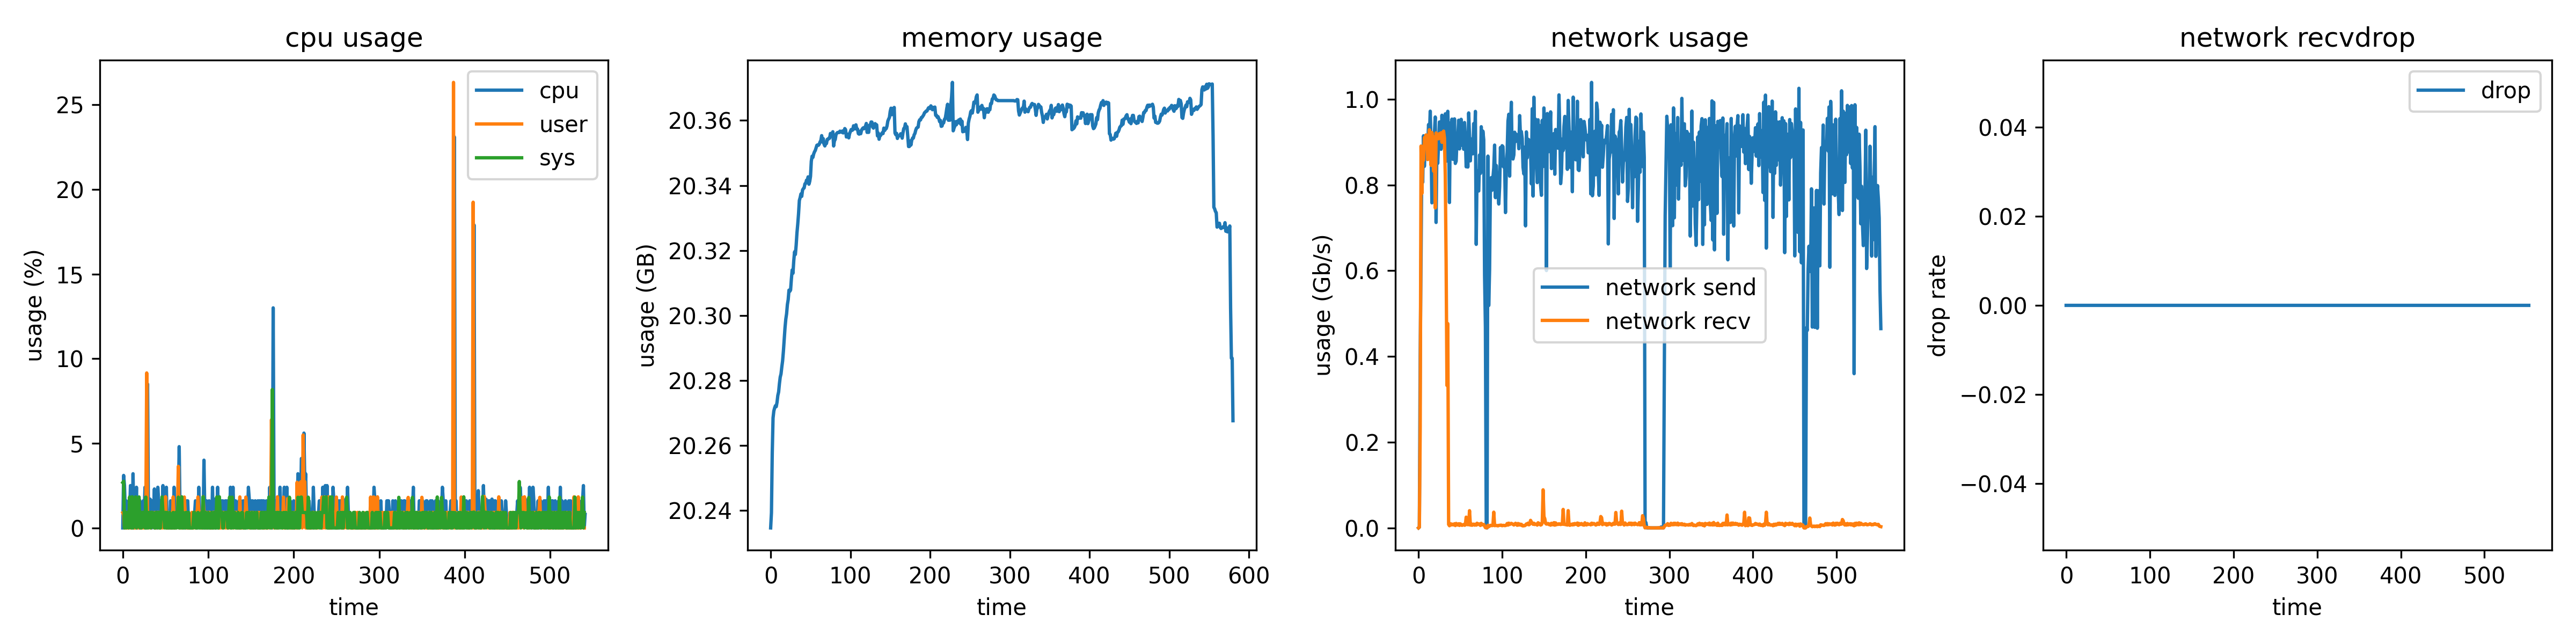 cpu usage
usage (%)
25
20
15
10
5
0
0 100 200 300 400 500
time
cpu
user
sys
memory usage
usage (GB)
20.36
20.34
20.32
20.30
20.28
20.26
20.24
0 100 200 300 400 500 600
time
network usage
usage (Gb/s)
1.0
0.8
0.6
0.4
0.2
0.0
0 100 200 300 400 500
time
network send
network recv
network recvdrop
drop rate
0.04
0.02
0.00
−0.02
−0.04
0 100 200 300 400 500
time
drop